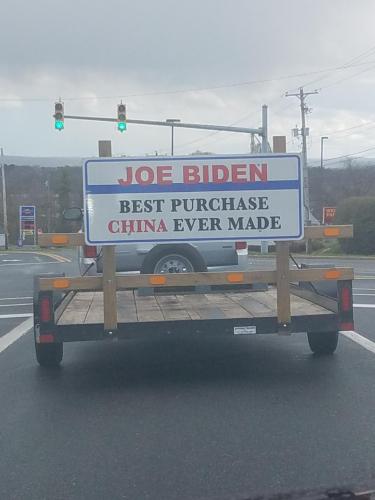 JOE BIDEN
BEST PURCHASE
CHINA EVER MADE